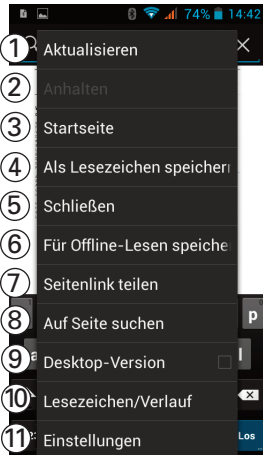 74% 14:42
1 Aktualisieren
2 Anhalten
3 Startseite
4 Als Lesezeichen speichern
5 Schließen
6 Für Offline-Lesen speiche
7 Seitenlink teilen
8 Auf Seite suchen
p
9 Desktop-Version
a l
10 Lesezeichen/Verlauf
11 Einstellungen
Los